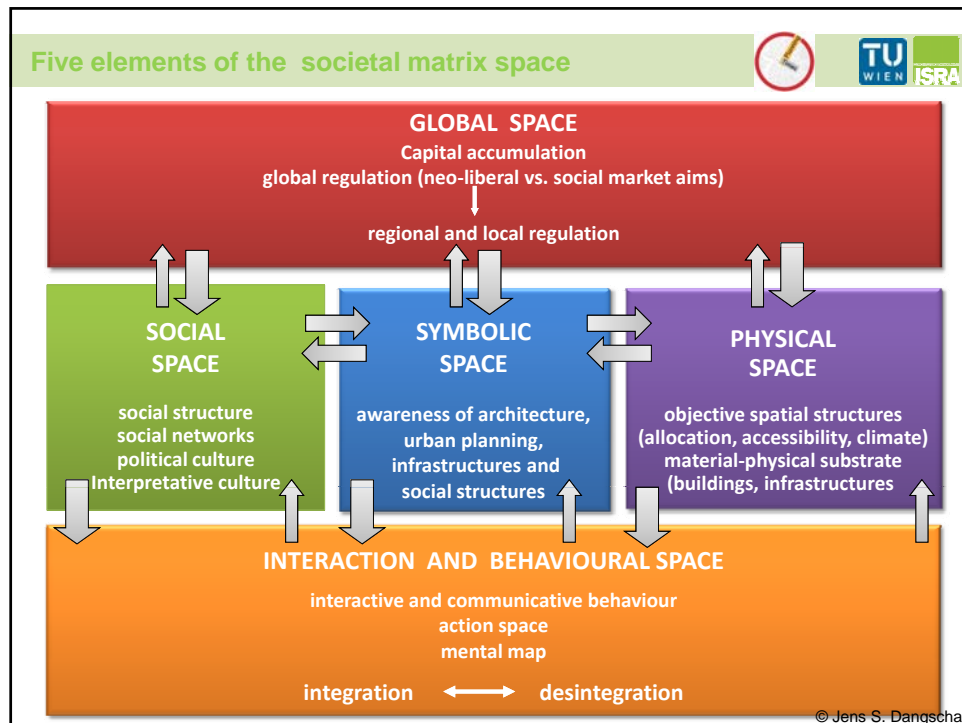 Five elements of the societal matrix space
TU
WIEN
ISRA
GLOBAL SPACE
Capital accumulation
global regulation (neo-liberal vs. social market aims)
regional and local regulation
SOCIAL
SPACE
social structure
social networks
political culture
Interpretative culture
SYMBOLIC
SPACE
awareness of architecture,
urban planning,
infrastructures and
social structures
PHYSICAL
SPACE
objective spatial structures
(allocation, accessibility, climate)
material-physical substrate
(buildings, infrastructures
INTERACTION AND BEHAVIOURAL SPACE
interactive and communicative behaviour
action space
mental map
integration desintegration
© Jens S. Dangscha